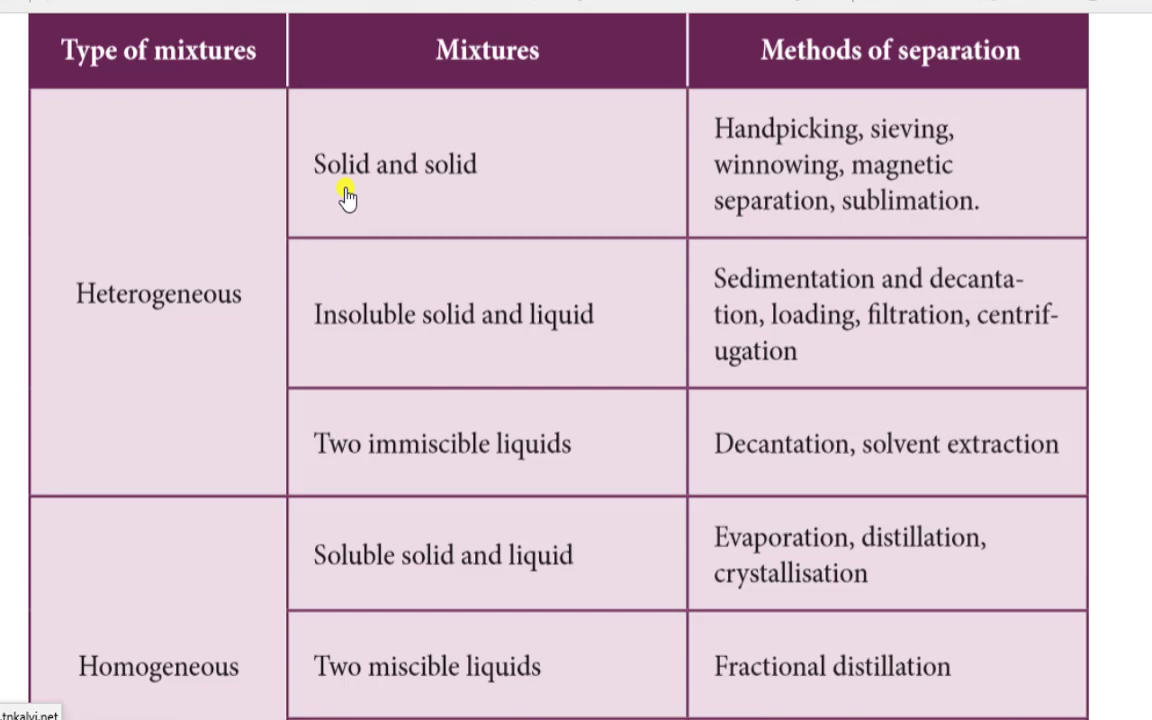 Type of mixtures
Mixtures
Methods of separation
Heterogeneous
Solid and solid
Handpicking, sieving,
winnowing, magnetic
separation, sublimation.
Insoluble solid and liquid
Sedimentation and decanta-
tion, loading, filtration, centrif-
ugation
Two immiscible liquids
Decantation, solvent extraction
Homogeneous
Soluble solid and liquid
Evaporation, distillation,
crystallisation
Two miscible liquids
Fractional distillation
.tnkalvi.net